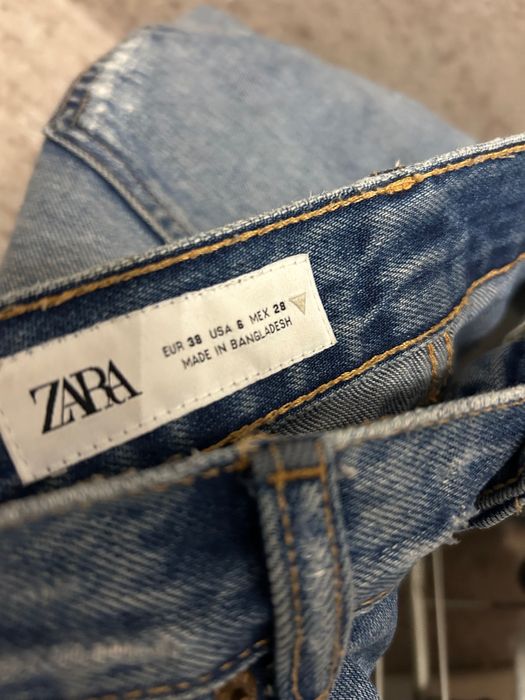 ZARA
EUR 38 USA 6 MEX 28
MADE IN BANGLADESH